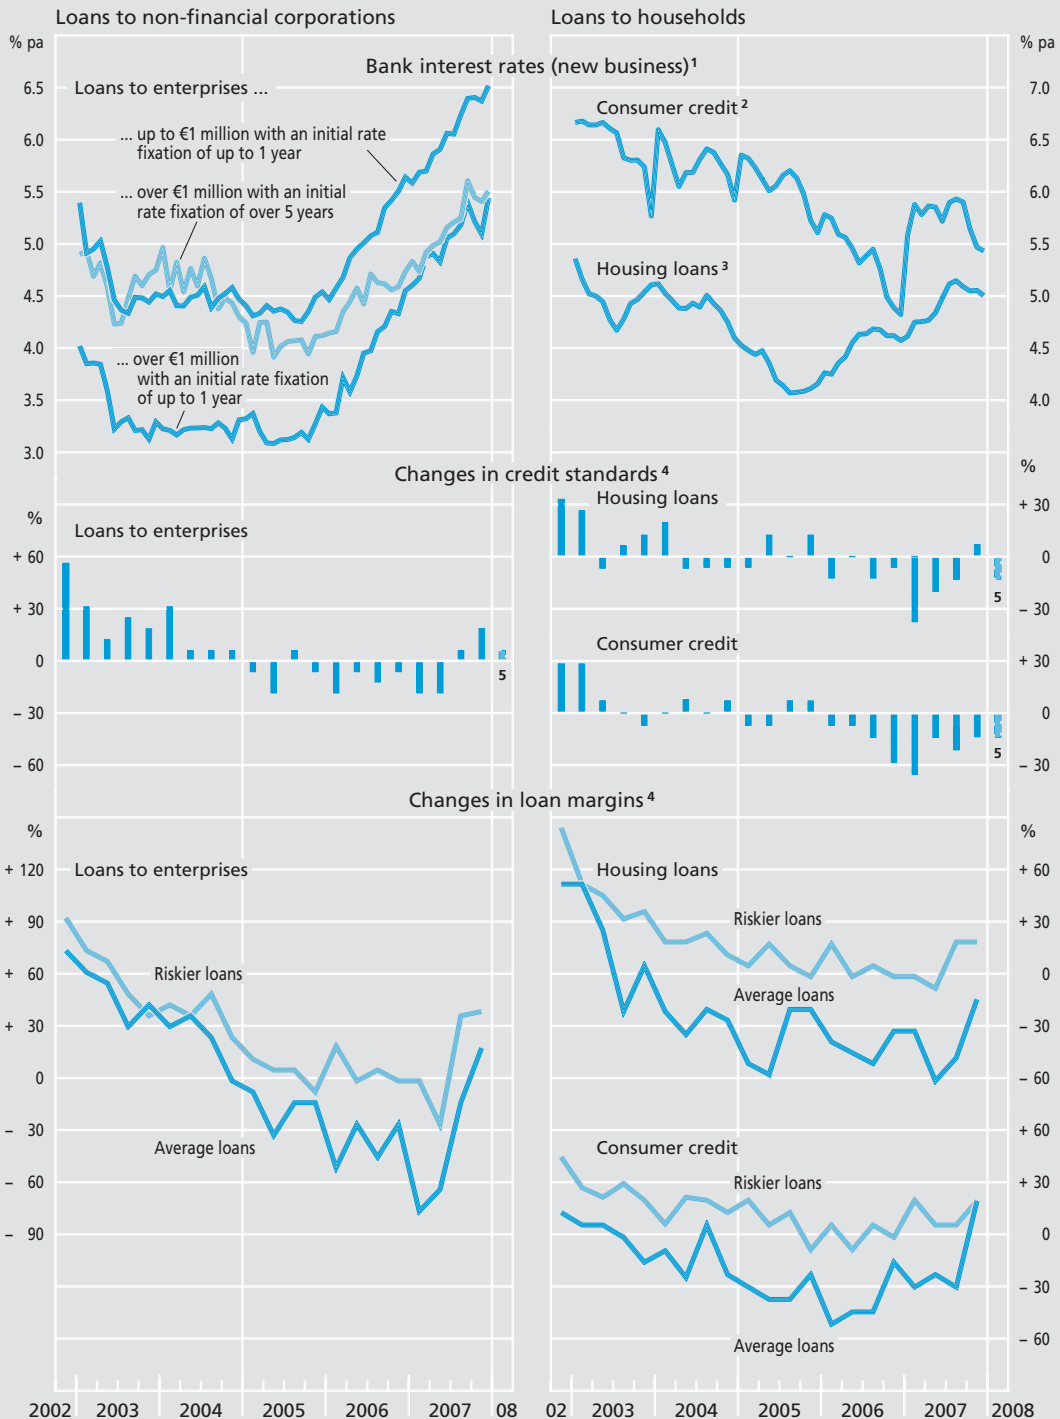 Loans to non-financial corporations
Loans to households
% pa
% pa
Bank interest rates (new business) 1
6.5
Loans to enterprises ...
7.0
Consumer credit 2
6.0
... up to €1 million with an initial rate
fixation of up to 1 year
6.5
5.5
... over €1 million with an initial
rate fixation of over 5 years
6.0
5.0
5.5
Housing loans 3
4.5
5.0
4.0
4.5
... over €1 million
with an initial rate fixation
of up to 1 year
3.5
4.0
3.0
Changes in credit standards 4
%
%
Loans to enterprises
+ 60
+ 30
0
5
– 30
– 60
Housing loans
+ 30
0
5
– 30
Consumer credit
+ 30
0
5
– 30
Changes in loan margins 4
%
%
Loans to enterprises
+ 120
+ 90
+ 60
Riskier loans
+ 30
0
– 30
Average loans
– 60
– 90
Housing loans
+ 60
Riskier loans
+ 30
0
Average loans
– 30
– 60
+ 60
Consumer credit
Riskier loans
+ 30
0
– 30
Average loans
– 60
2002 2003 2004 2005 2006 2007 08
02 2003 2004 2005 2006 2007 2008